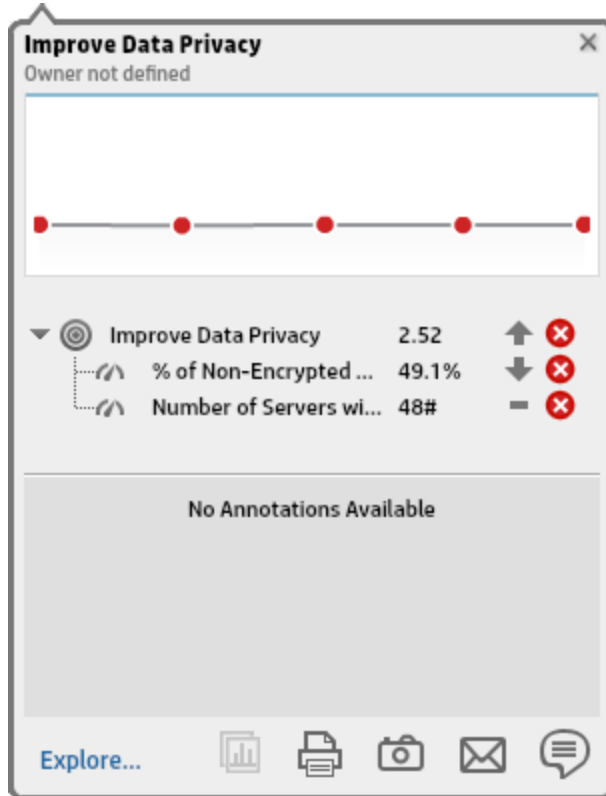 Improve Data Privacy
Owner not defined
Improve Data Privacy 2.52
% of Non-Encrypted ... 49.1%
Number of Servers wi... 48#
No Annotations Available
Explore...